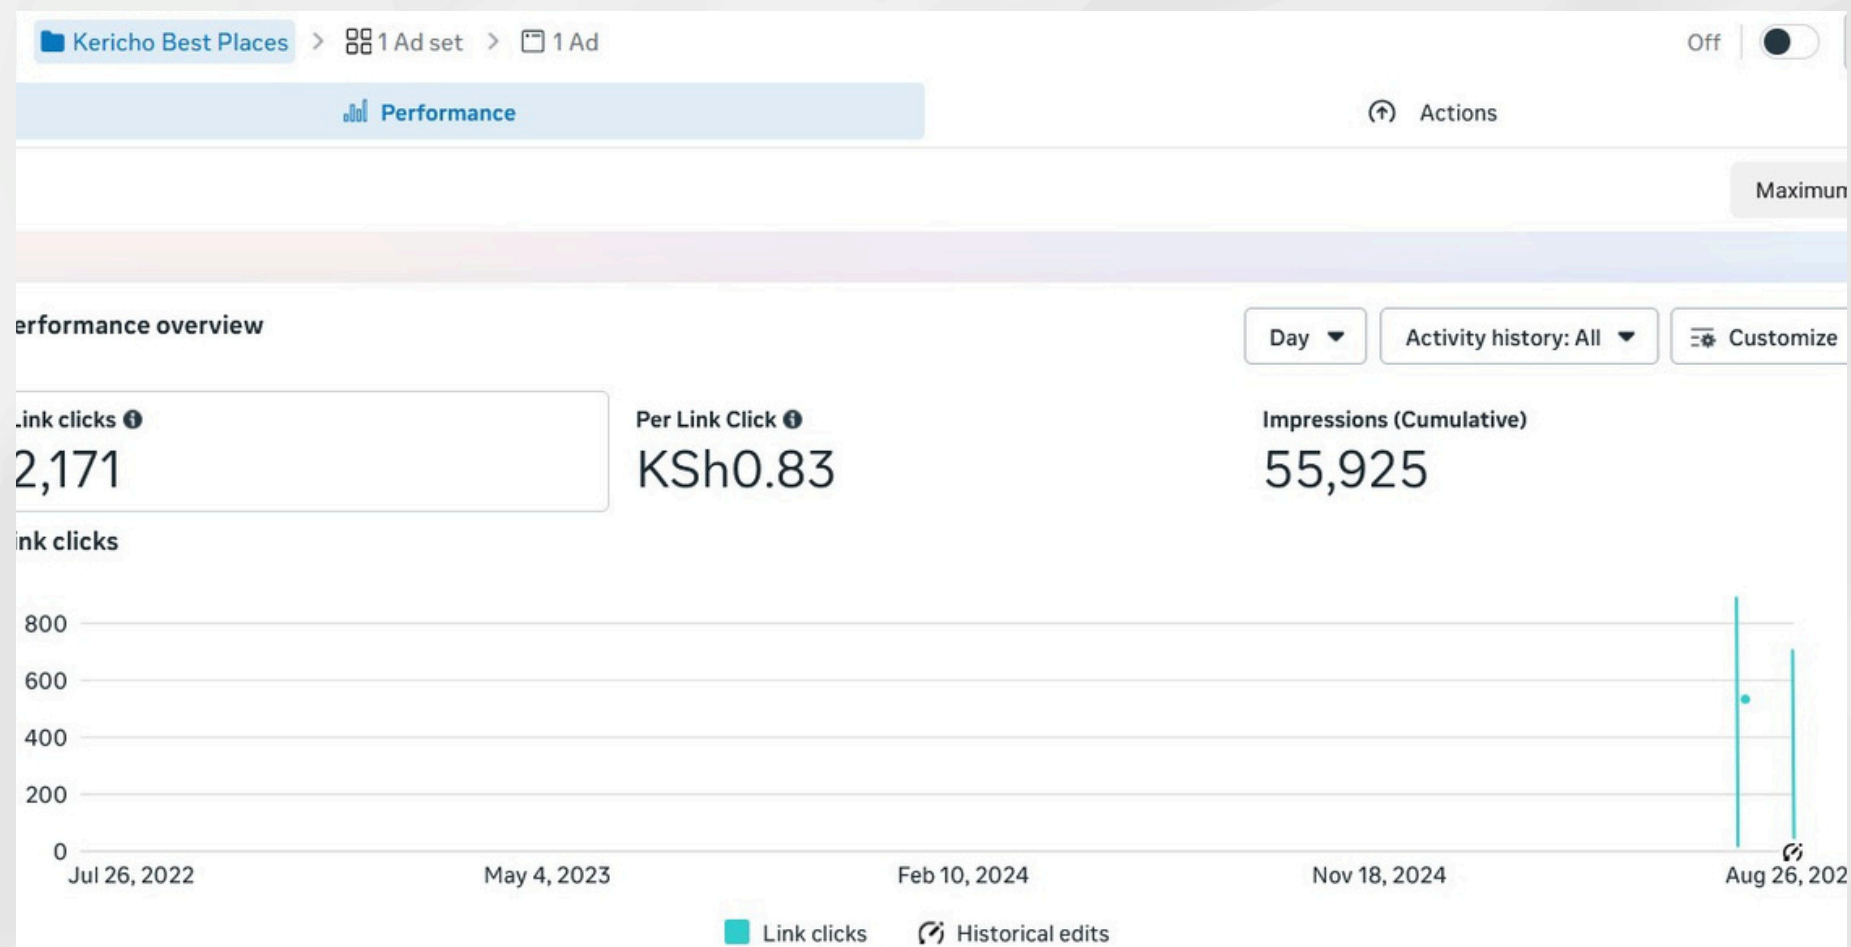 Kericho Best Places > 1 Ad set > 1 Ad Off
Performance Actions
Maximum
erformance overview Day Activity history: All Customize
Link clicks Per Link Click Impressions (Cumulative)
2,171 KSh0.83 55,925
ink clicks
800
600
400
200
0
Jul 26, 2022 May 4, 2023 Feb 10, 2024 Nov 18, 2024 Aug 26, 202
Link clicks Historical edits